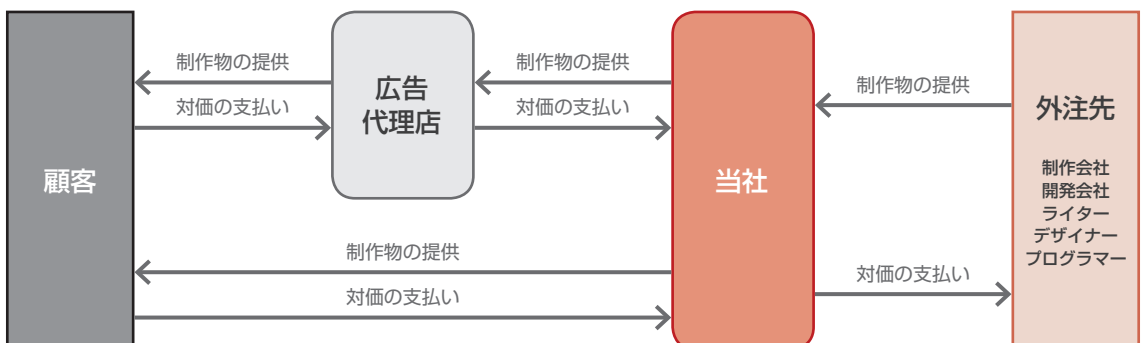 顧客
制作物の提供
対価の支払い
広告
代理店
制作物の提供
対価の支払い
制作物の提供
対価の支払い
当社
制作物の提供
対価の支払い
外注先
制作会社
開発会社
ライター
デザイナー
プログラマー